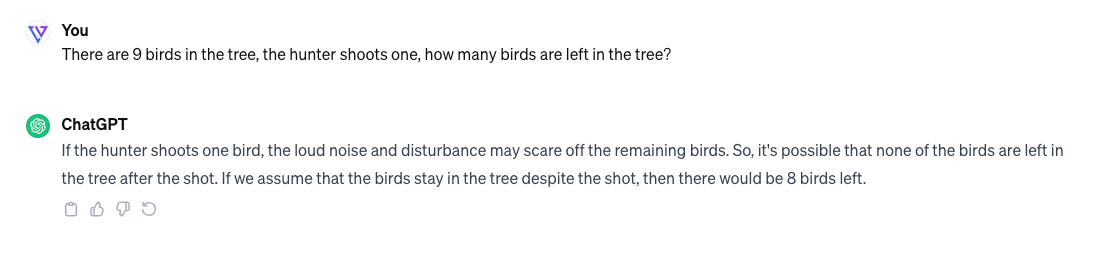 You
There are 9 birds in the tree, the hunter shoots one, how many birds are left in the tree?
ChatGPT
If the hunter shoots one bird, the loud noise and disturbance may scare off the remaining birds. So, it's possible that none of the birds are left in
the tree after the shot. If we assume that the birds stay in the tree despite the shot, then there would be 8 birds left.